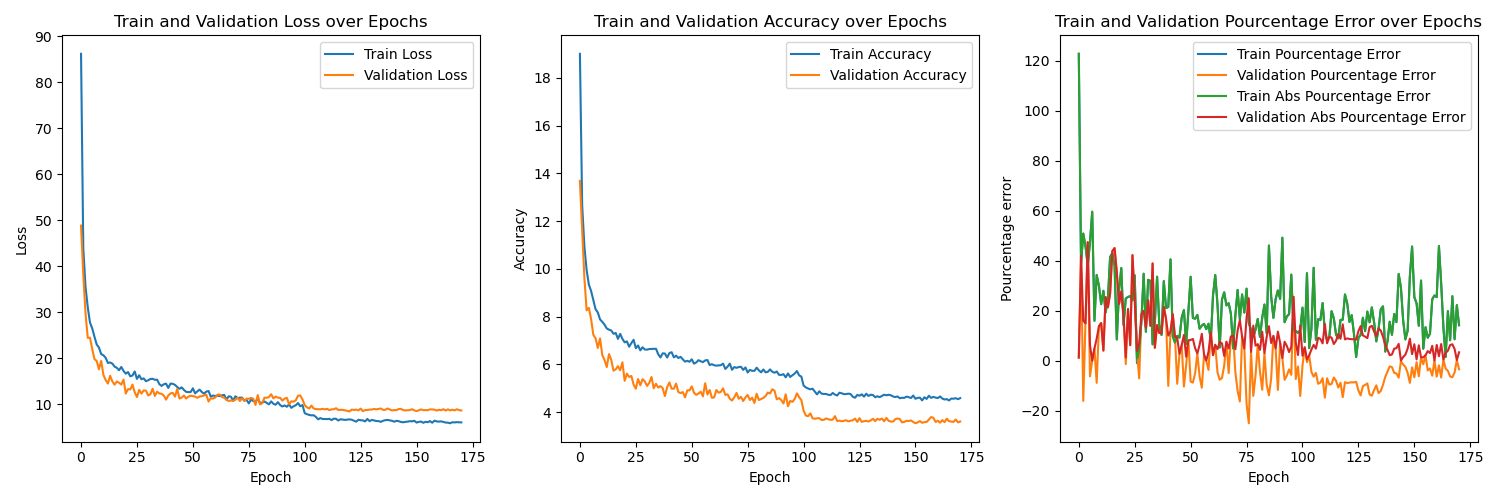 Train and Validation Loss over Epochs
Train Loss
Validation Loss
90
80
70
60
50
40
30
20
10
Loss
0
25
50
75
100
125
150
175
Epoch
Train and Validation Accuracy over Epochs
Train Accuracy
Validation Accuracy
18
16
14
12
10
8
6
4
Accuracy
0
25
50
75
100
125
150
175
Epoch
Train and Validation Pourcentage Error over Epochs
Train Pourcentage Error
Validation Pourcentage Error
Train Abs Pourcentage Error
Validation Abs Pourcentage Error
120
100
80
60
40
20
0
−20
Pourcentage error
0
25
50
75
100
125
150
175
Epoch